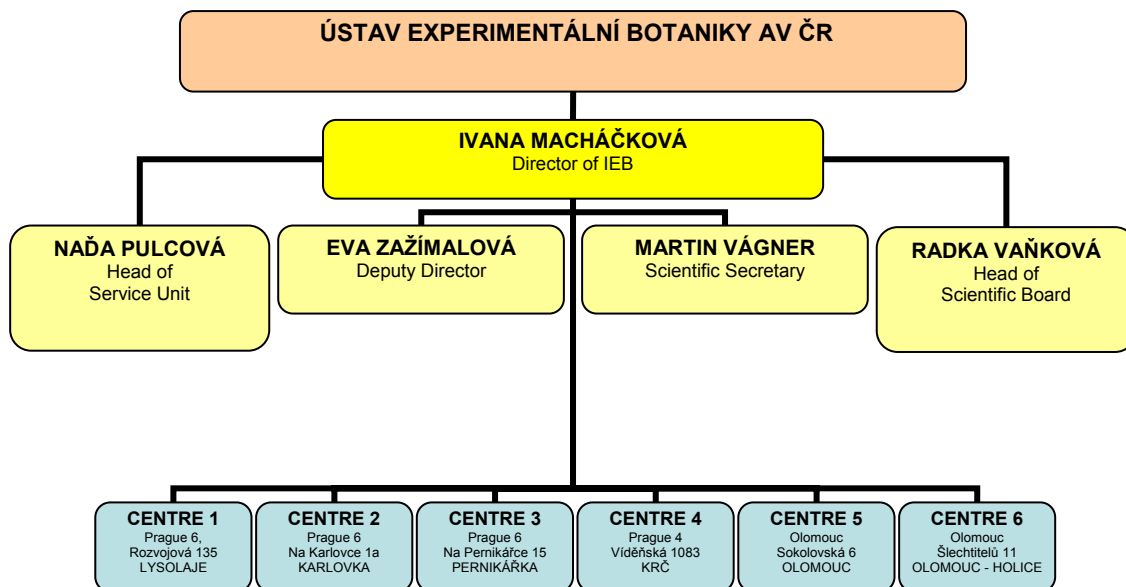 ÚSTAV EXPERIMENTÁLNÍ BOTANIKY AV ČR
IVANA MACHÁČKOVÁ
Director of IEB
NAĎA PULCOVÁ
Head of
Service Unit
EVA ZAŽÍMALOVÁ
Deputy Director
MARTIN VÁGNER
Scientific Secretary
RADKA VAŇKOVÁ
Head of
Scientific Board
CENTRE 1
Prague 6,
Rozvojová 135
LYSOLAJE
CENTRE 2
Prague 6
Na Karlovce 1a
KARLOVKA
CENTRE 3
Prague 6
Na Pernikářce 15
PERNIKÁŘKA
CENTRE 4
Prague 4
Víděňská 1083
KRČ
CENTRE 5
Olomouc
Sokolovská 6
OLOMOUC
CENTRE 6
Olomouc
Šlechtitelů 11
OLOMOUC - HOLICE